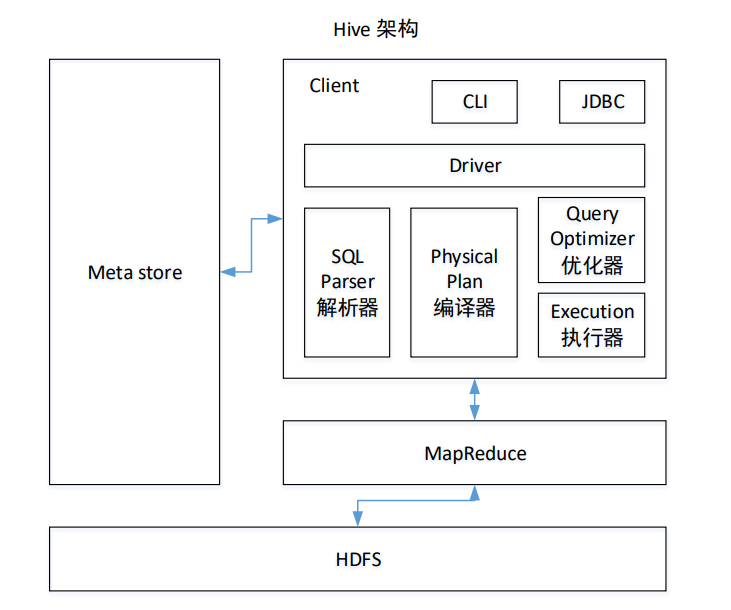 Hive 架构
Client
CLI
JDBC
Driver
Meta store
SQL
Parser
解析器
Physical
Plan
编译器
Query
Optimizer
优化器
Execution
执行器
MapReduce
HDFS